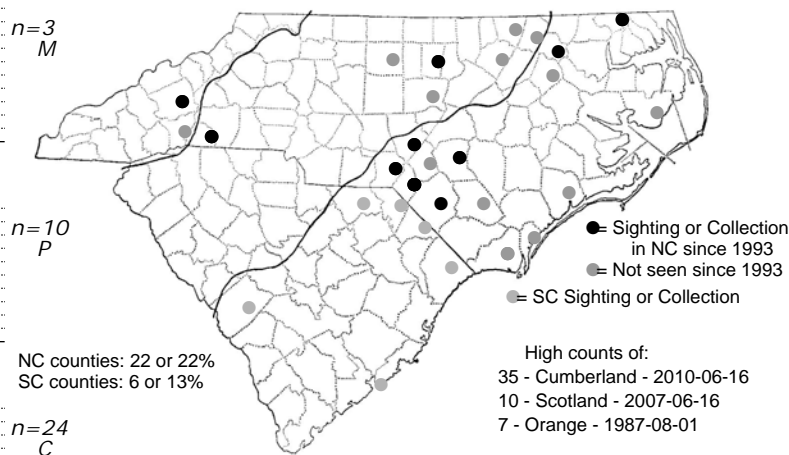 n=3
M
n=10
P
n=24
C
= Sighting or Collection
in NC since 1993
= Not seen since 1993
= SC Sighting or Collection
NC counties: 22 or 22%
SC counties: 6 or 13%
High counts of:
35 - Cumberland - 2010-06-16
10 - Scotland - 2007-06-16
7 - Orange - 1987-08-01